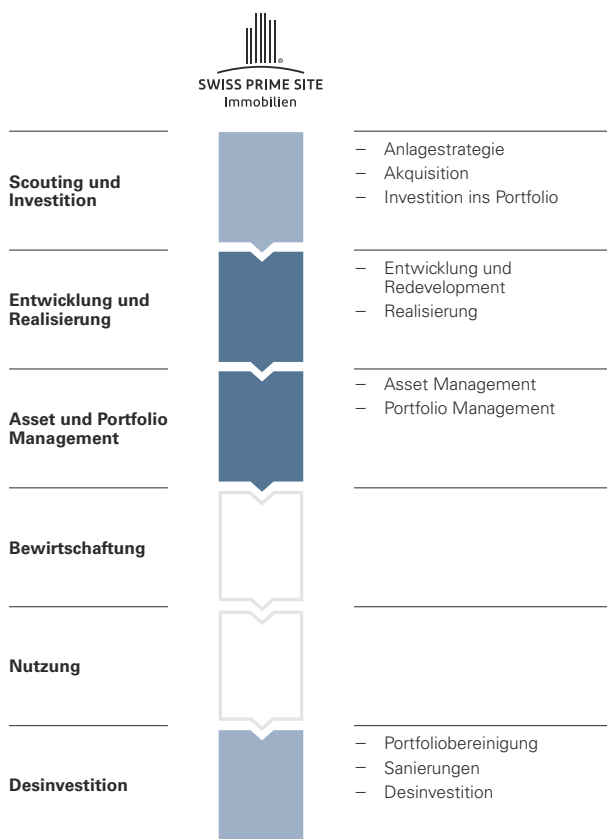 SWISS PRIME SITE
Immobilien
Scouting und
Investition
– Anlagestrategie
– Akquisition
– Investition ins Portfolio
Entwicklung und
Realisierung
– Entwicklung und
Redevelopment
– Realisierung
Asset und Portfolio
Management
– Asset Management
– Portfolio Management
Bewirtschaftung
Nutzung
Desinvestition
– Portfoliobereinigung
– Sanierungen
– Desinvestition